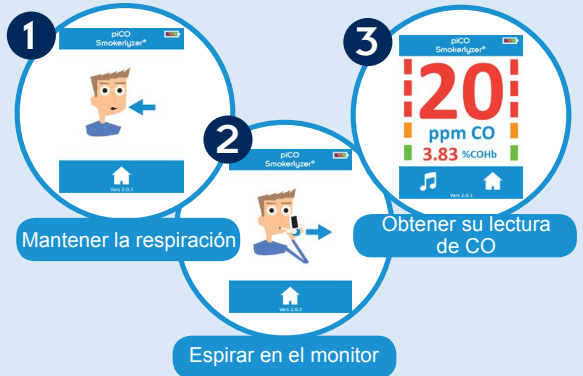 1
piCO
Smokerlyzer®
Vers 2.0.1
Mantener la respiración
2
piCO
Smokerlyzer®
Vers 2.0.1
Espirar en el monitor
3
piCO
Smokerlyzer®
20
ppm CO
3.83 %COHb
Vers 2.0.1
Obtener su lectura
de CO